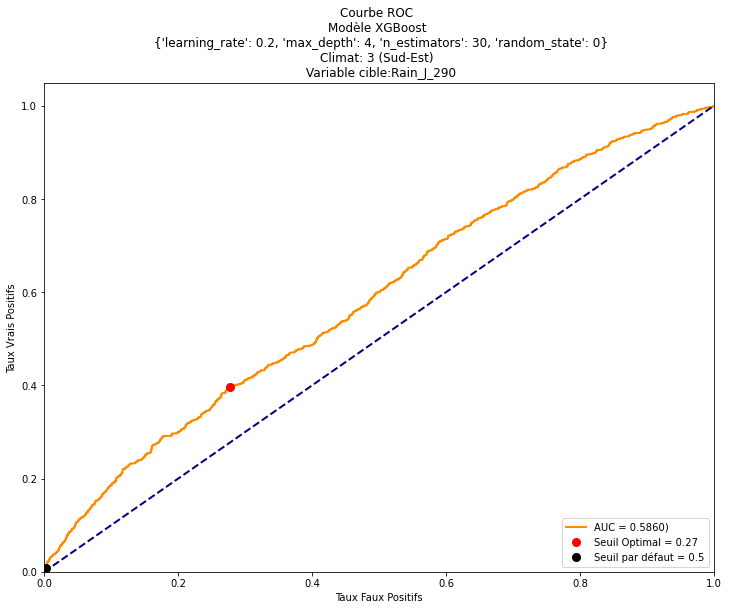 Courbe ROC
Modèle XGBoost
{'learning_rate': 0.2, 'max_depth': 4, 'n_estimators': 30, 'random_state': 0}
Climat: 3 (Sud-Est)
Variable cible:Rain_J_290
1.0
0.8
0.6
0.4
0.2
0.0
Taux Vrais Positifs
AUC = 0.5860)
Seuil Optimal = 0.27
Seuil par défaut = 0.5
0.0 0.2 0.4 0.6 0.8 1.0
Taux Faux Positifs